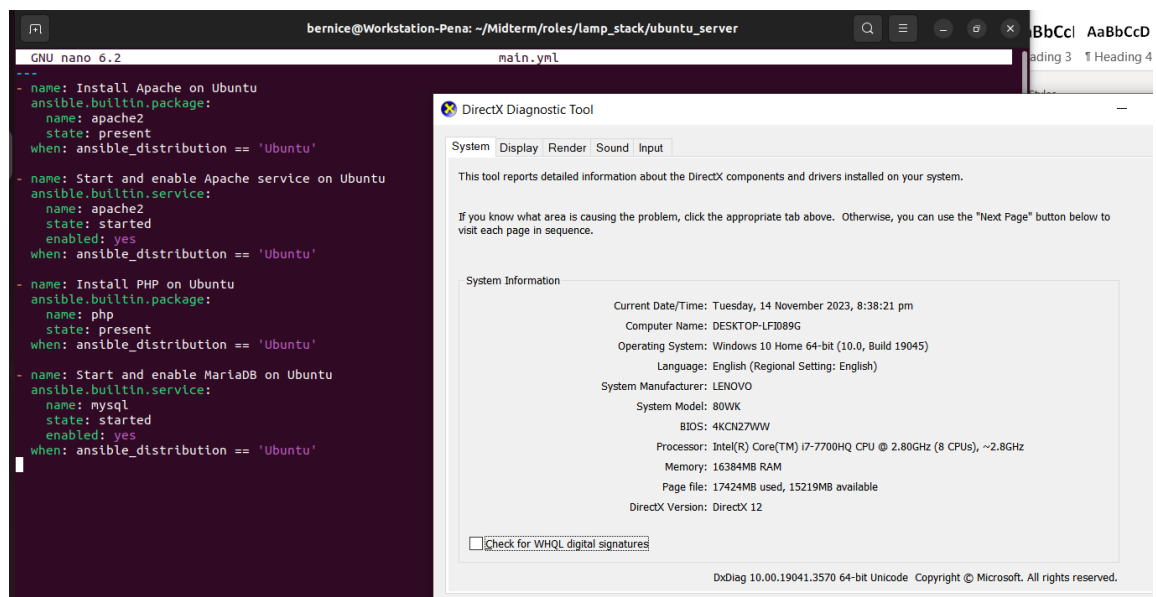 bernice@Workstation-Pena: ~/Midterm/roles/lamp_stack/ubuntu_server
GNU nano 6.2 main.yml
---
- name: Install Apache on Ubuntu
ansible.builtin.package:
name: apache2
state: present
when: ansible_distribution == 'Ubuntu'
- name: Start and enable Apache service on Ubuntu
ansible.builtin.service:
name: apache2
state: started
enabled: yes
when: ansible_distribution == 'Ubuntu'
- name: Install PHP on Ubuntu
ansible.builtin.package:
name: php
state: present
when: ansible_distribution == 'Ubuntu'
- name: Start and enable MariaDB on Ubuntu
ansible.builtin.service:
name: mysql
state: started
enabled: yes
when: ansible_distribution == 'Ubuntu'
BbCcI AaBbCcD
ading 3 ¶ Heading 4
DirectX Diagnostic Tool
System Display Render Sound Input
This tool reports detailed information about the DirectX components and drivers installed on your system.
If you know what area is causing the problem, click the appropriate tab above. Otherwise, you can use the "Next Page" button below to
visit each page in sequence.
System Information
Current Date/Time: Tuesday, 14 November 2023, 8:38:21 pm
Computer Name: DESKTOP-LFI089G
Operating System: Windows 10 Home 64-bit (10.0, Build 19045)
Language: English (Regional Setting: English)
System Manufacturer: LENOVO
System Model: 80WK
BIOS: 4KCN27WW
Processor: Intel(R) Core(TM) i7-7700HQ CPU @ 2.80GHz (8 CPUs), ~2.8GHz
Memory: 16384MB RAM
Page file: 17424MB used, 15219MB available
DirectX Version: DirectX 12
Check for WHQL digital signatures
DxDiag 10.00.19041.3570 64-bit Unicode Copyright © Microsoft. All rights reserved.